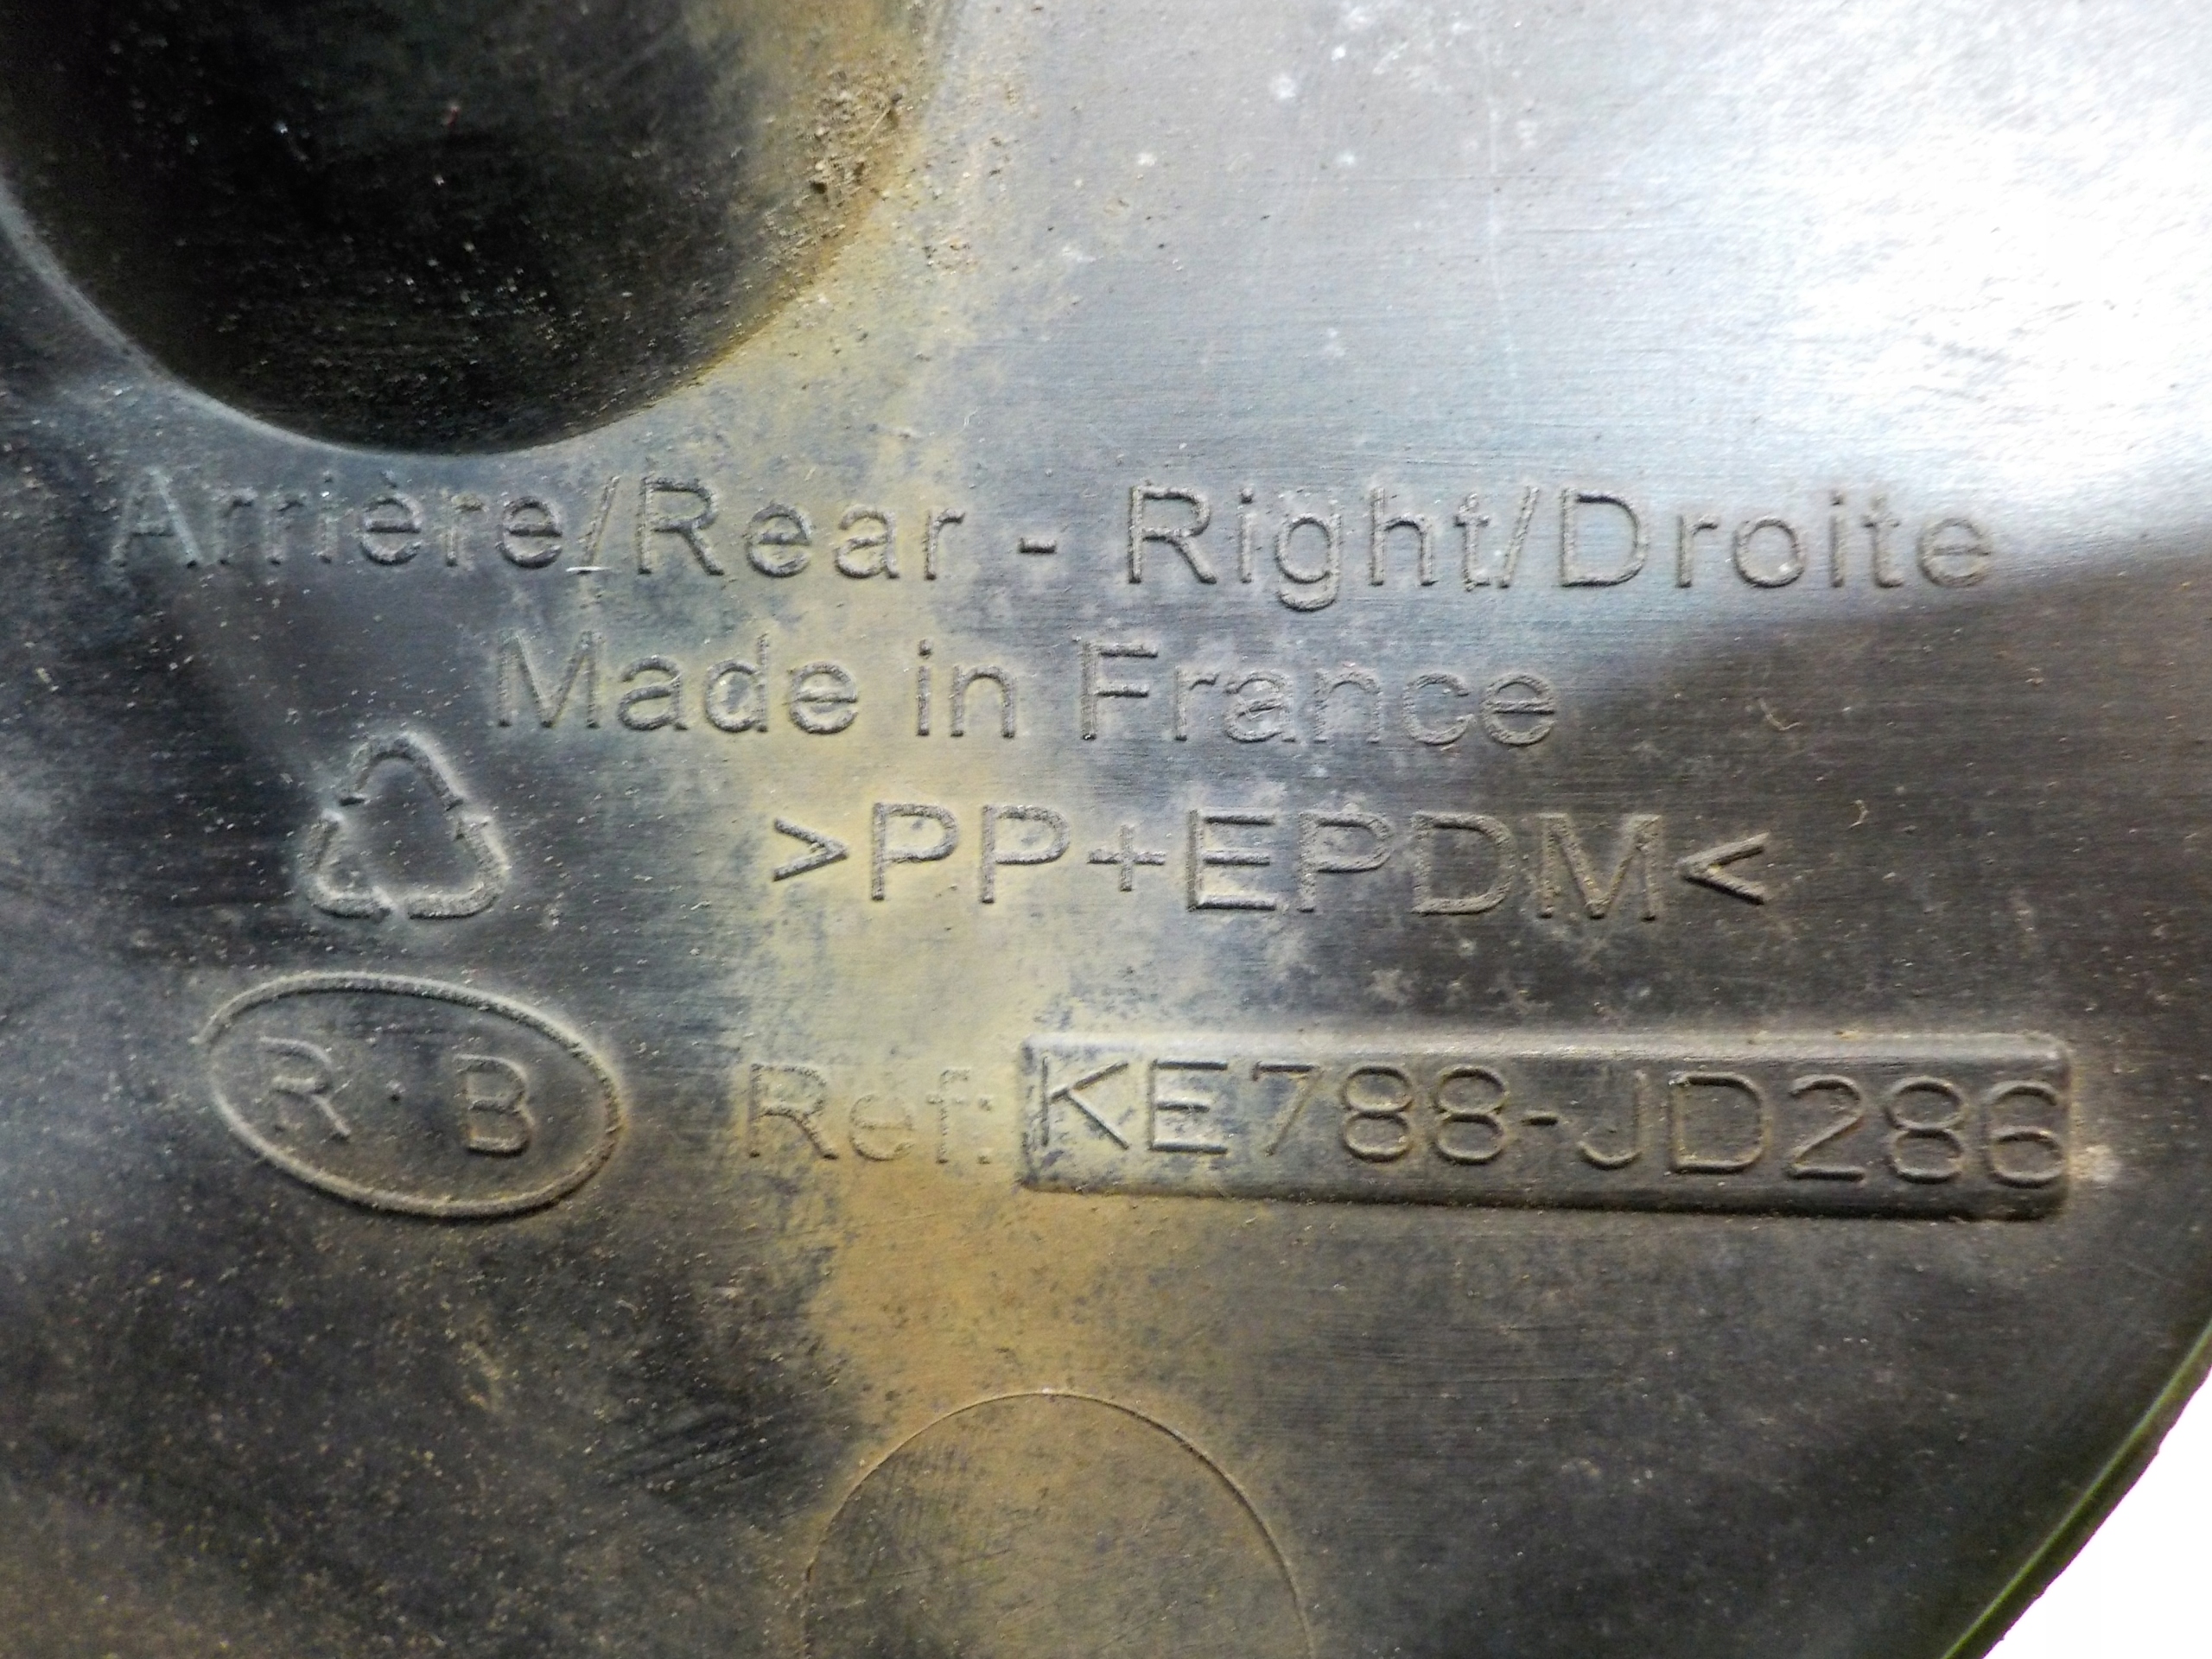 Arrière/Rear - Right/Droite
Made in France
>PP+EPDM<
R.B Ref: KE788-JD286